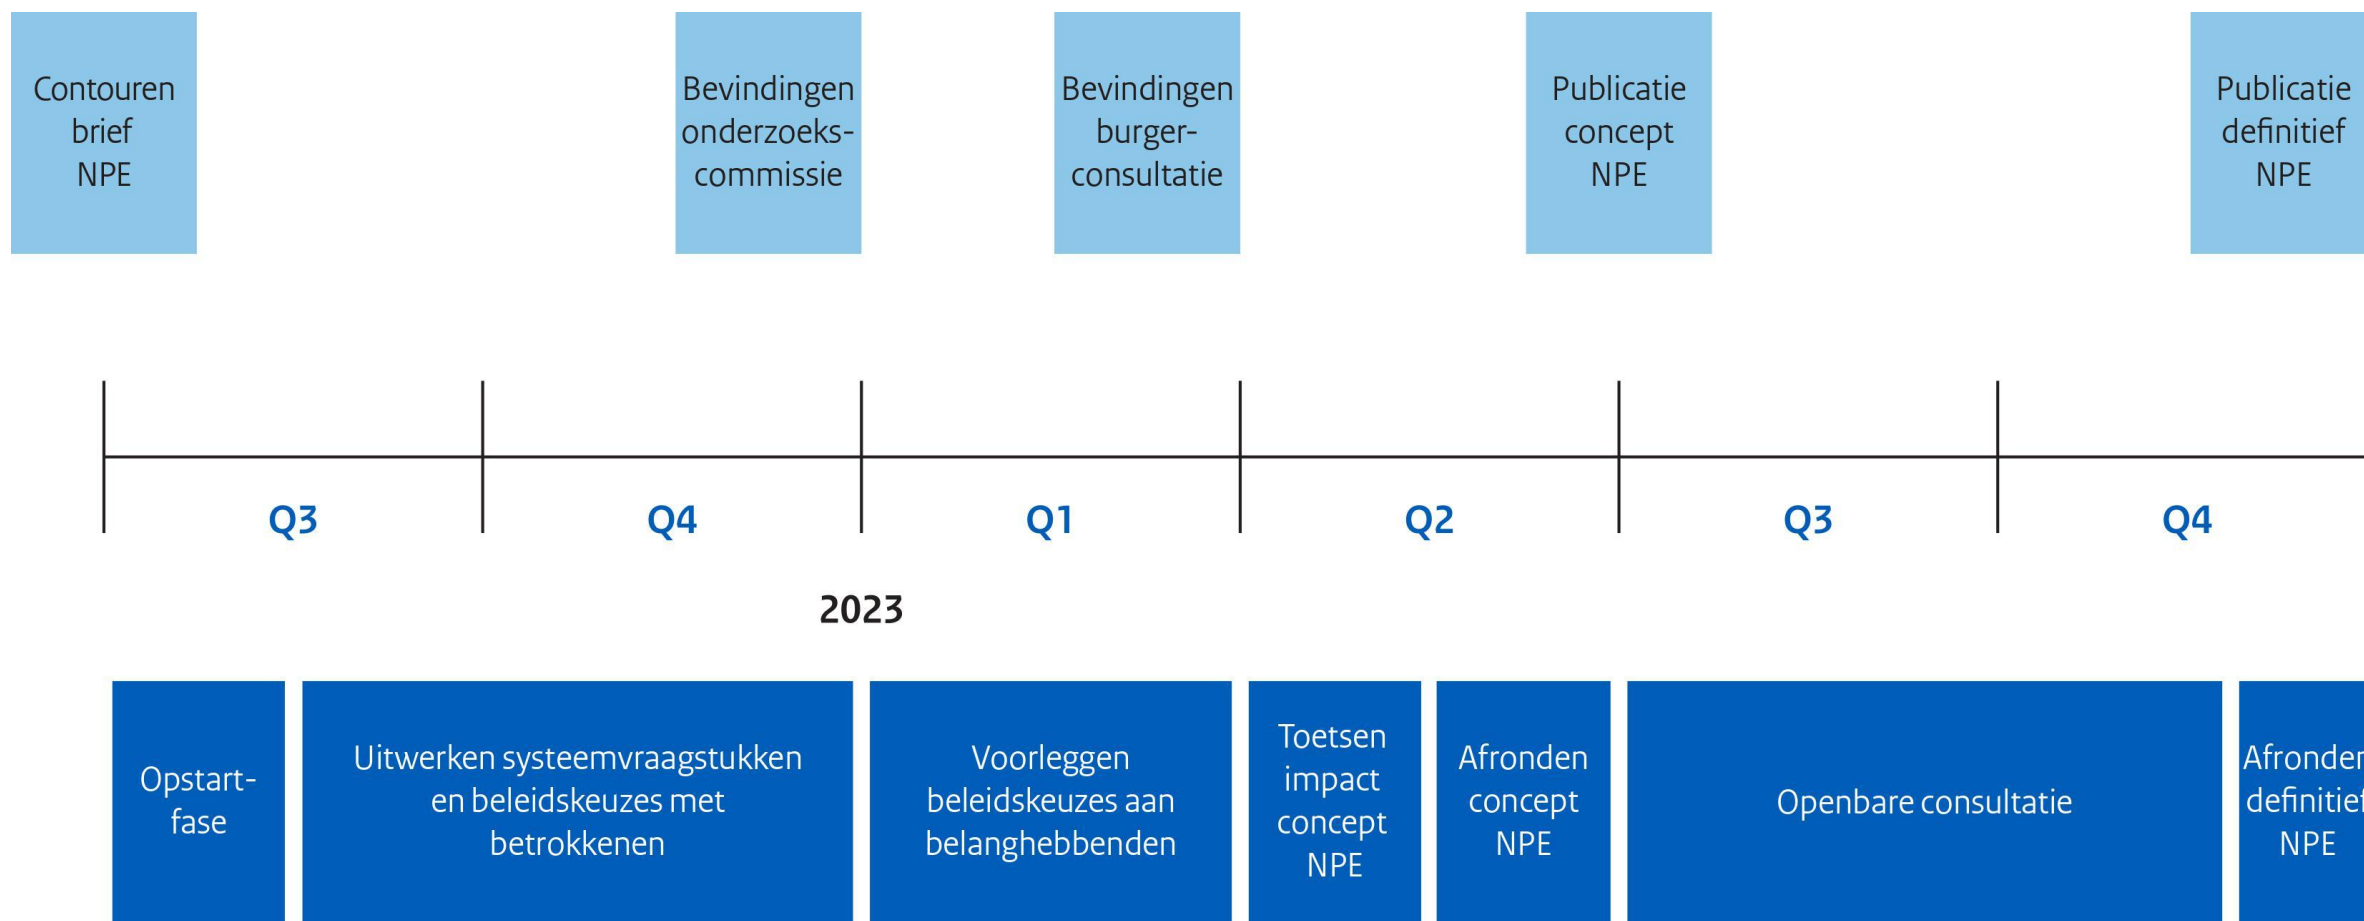 Contouren
brief
NPE
Bevindingen
onderzoeks-
commissie
Bevindingen
burger-
consultatie
Publicatie
concept
NPE
Publicatie
definitief
NPE
Q3
Q4
Q1
Q2
Q3
Q4
2023
Opstart-
fase
Uitwerken systeemvraagstukken
en beleidskeuzes met
betrokkenen
Voorleggen
beleidskeuzes aan
belanghebbenden
Toetsen
impact
concept
NPE
Afronden
concept
NPE
Openbare consultatie
Afronden
definitief
NPE